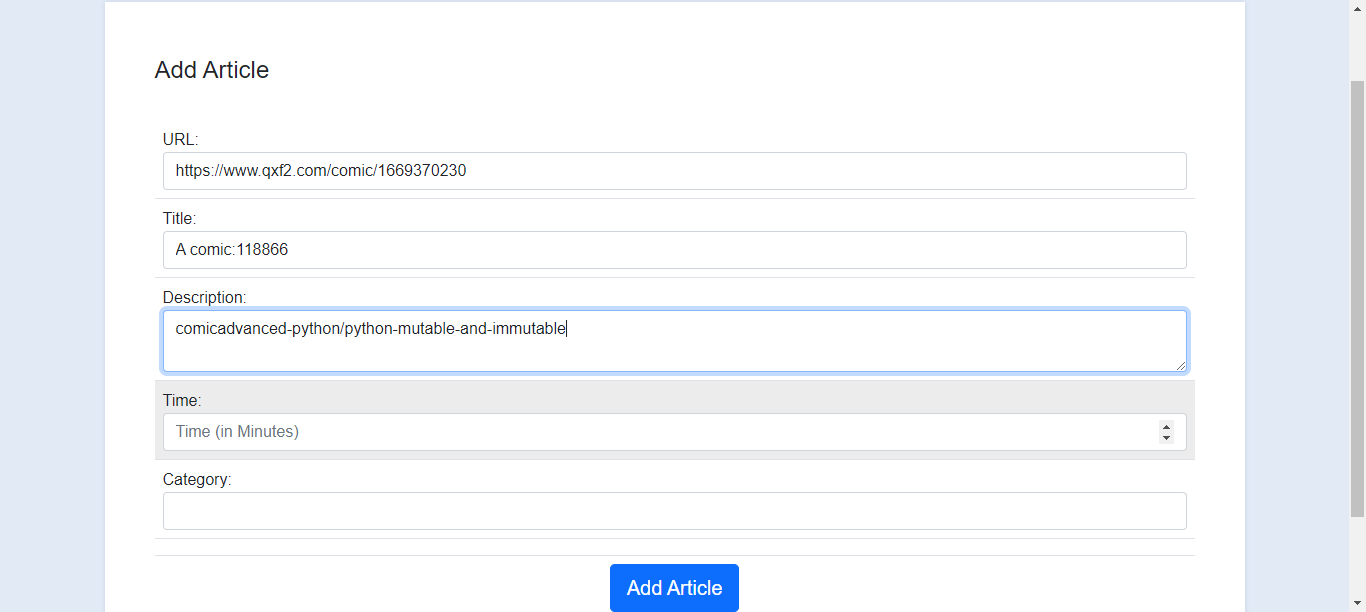 Add Article
URL:
https://www.qxf2.com/comic/1669370230
Title:
A comic:118866
Description:
comicadvanced-python/python-mutable-and-immutable
Time:
Time (in Minutes)
Category:
Add Article